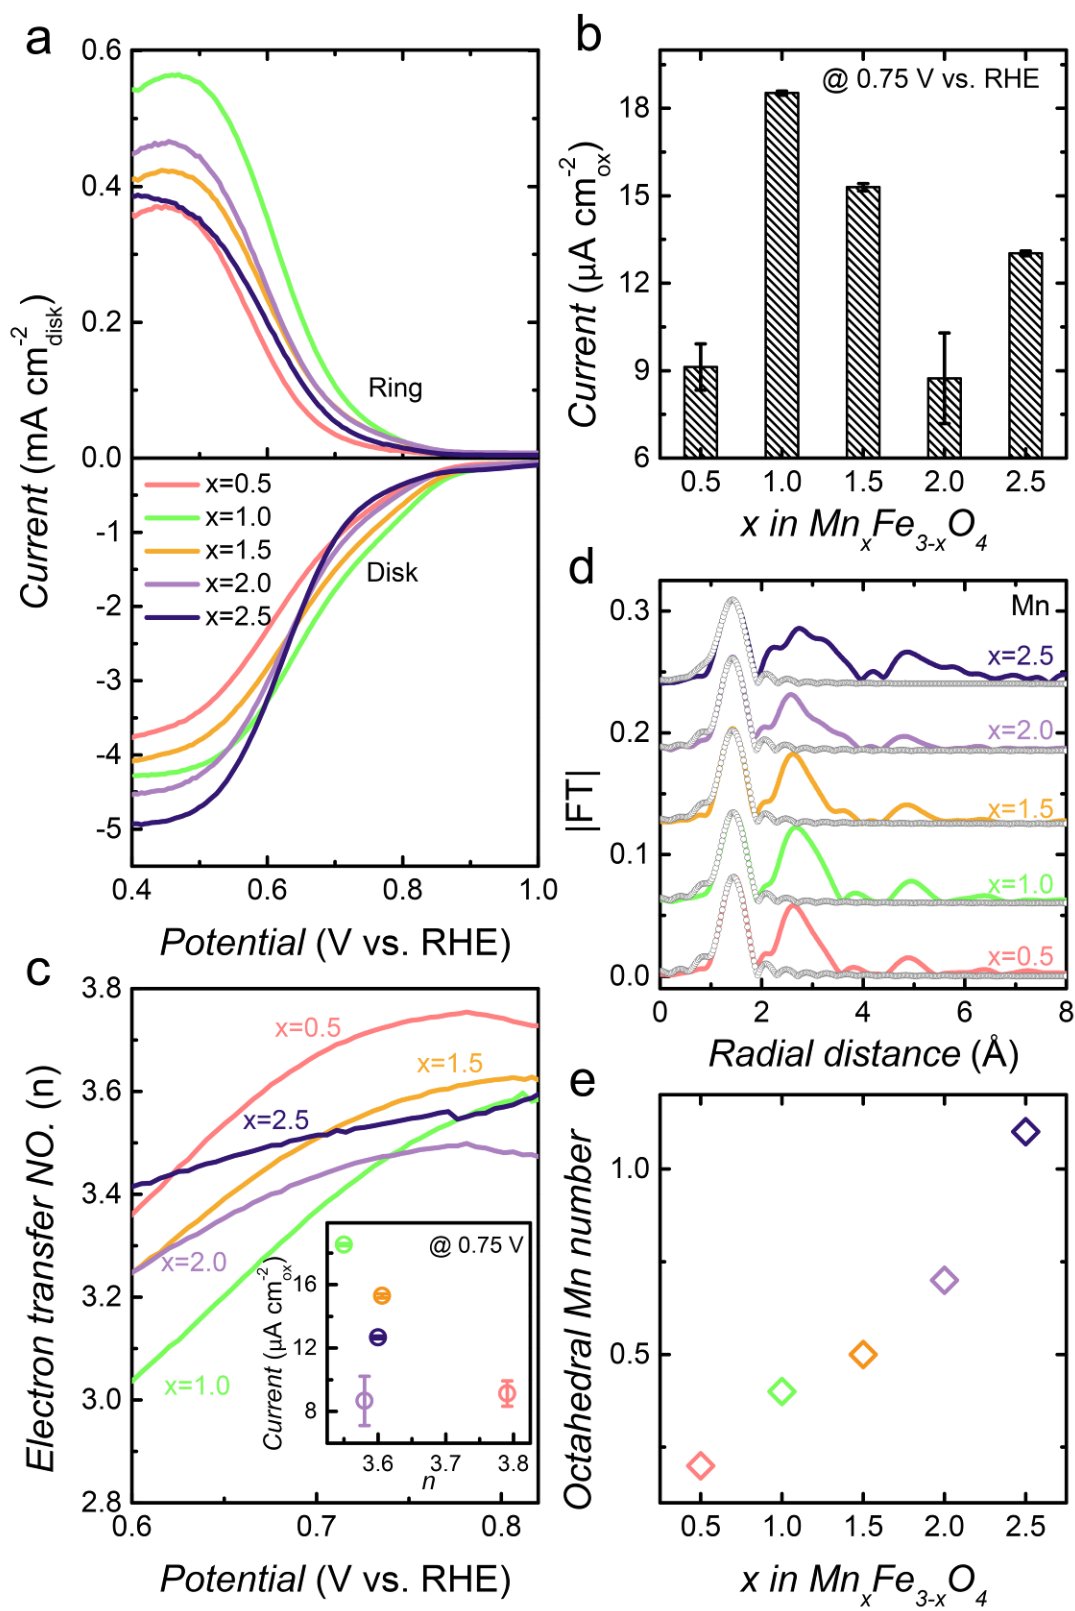 a
0.6
0.4
0.2
0.0
-1
-2
-3
-4
-5
Current (mA cm⁻²disk)
Ring
x=0.5
x=1.0
x=1.5
x=2.0
x=2.5
Disk
0.4 0.6 0.8 1.0
Potential (V vs. RHE)
b
@ 0.75 V vs. RHE
18
15
12
9
6
Current (μA cm⁻²ox)
0.5 1.0 1.5 2.0 2.5
x in MnxFe3-xO4
c
3.8
3.6
3.4
3.2
3.0
2.8
Electron transfer NO. (n)
x=0.5
x=1.5
x=2.5
x=2.0
x=1.0
@ 0.75 V
16
12
8
Current (μA cm⁻²ox)
3.6 3.7 3.8
n
0.6 0.7 0.8
Potential (V vs. RHE)
d
0.3
0.2
0.1
0.0
|FT|
Mn
x=2.5
x=2.0
x=1.5
x=1.0
x=0.5
0 2 4 6 8
Radial distance (Å)
e
1.0
0.5
Octahedral Mn number
0.5 1.0 1.5 2.0 2.5
x in MnxFe3-xO4